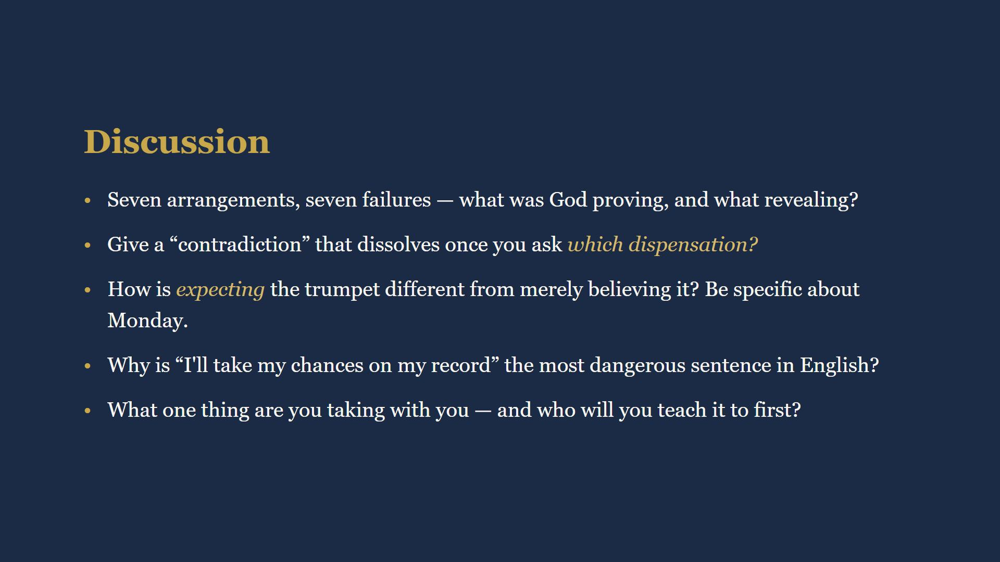 Discussion
• Seven arrangements, seven failures — what was God proving, and what revealing?
• Give a “contradiction” that dissolves once you ask which dispensation?
• How is expecting the trumpet different from merely believing it? Be specific about
Monday.
• Why is “I'll take my chances on my record” the most dangerous sentence in English?
• What one thing are you taking with you — and who will you teach it to first?